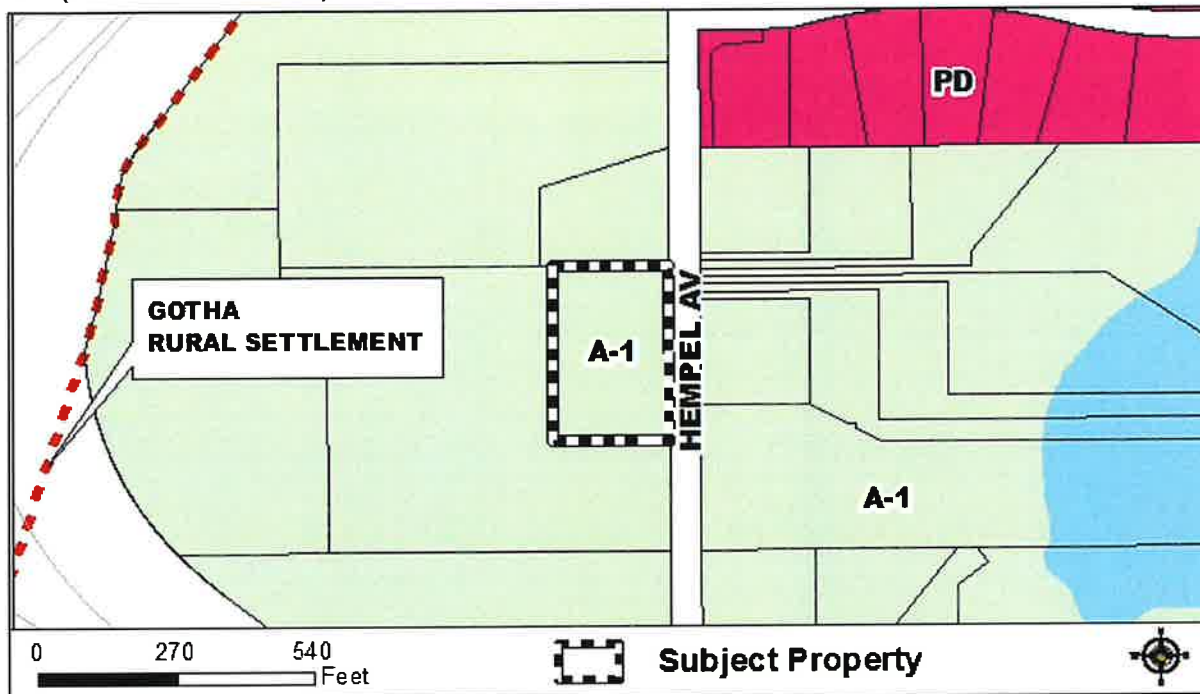 PD
GOTHA
RURAL SETTLEMENT
A-1
HEMPEL AV
A-1
0 270 540
Feet
Subject Property